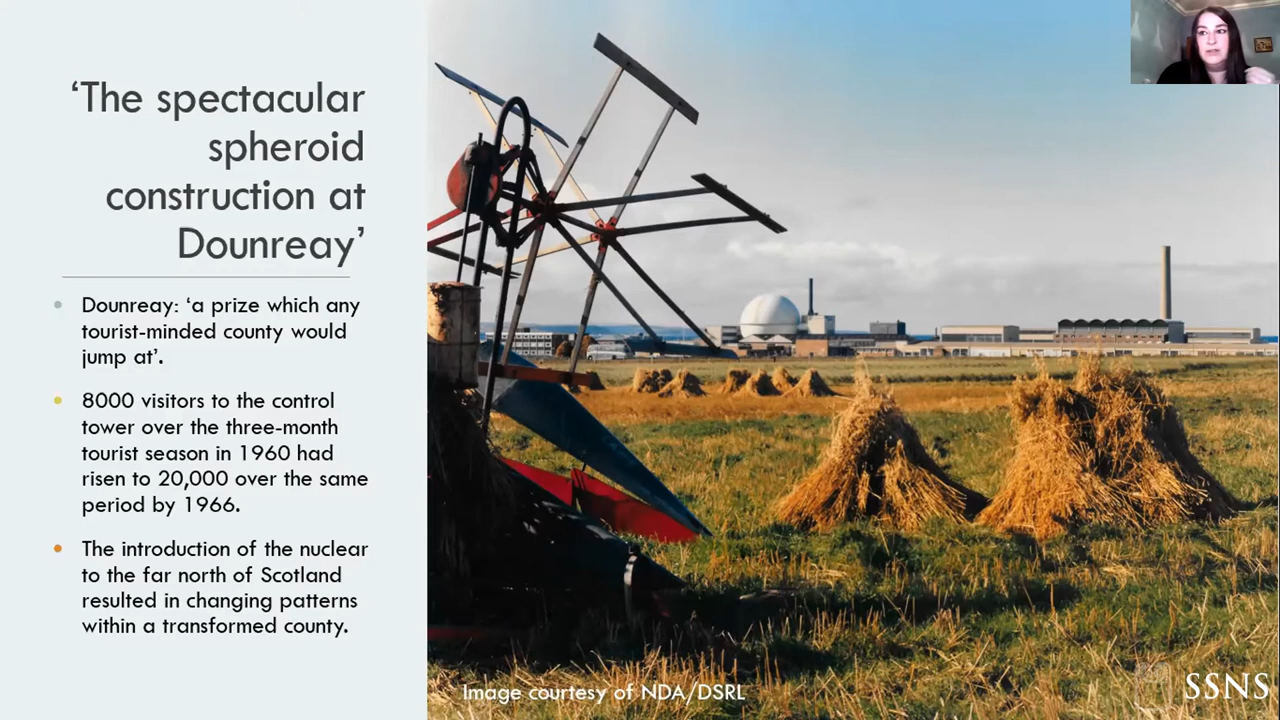 ‘The spectacular
spheroid
construction at
Dounreay’
Dounreay: ‘a prize which any
tourist-minded county would
jump at’.
8000 visitors to the control
tower over the three-month
tourist season in 1960 had
risen to 20,000 over the same
period by 1966.
The introduction of the nuclear
to the far north of Scotland
resulted in changing patterns
within a transformed county.
Image courtesy of NDA/DSRL
SSNS